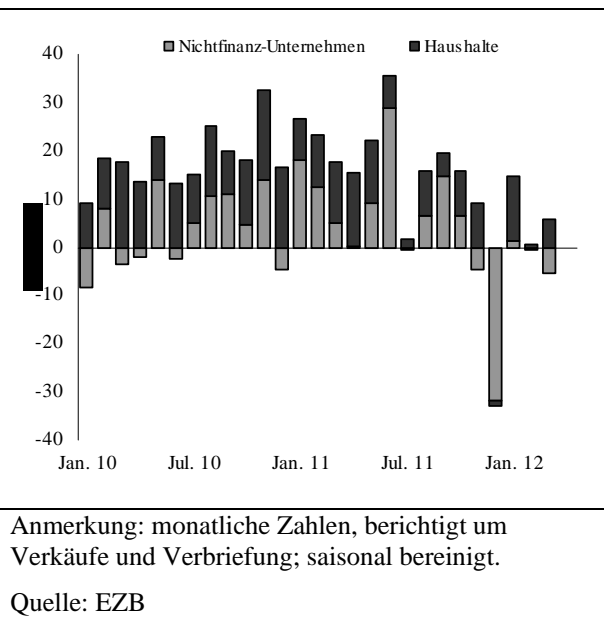 Nichtfinanz-Unternehmen Haushalte
40
30
20
10
0
-10
-20
-30
-40
Jan. 10 Jul. 10 Jan. 11 Jul. 11 Jan. 12
Anmerkung: monatliche Zahlen, berichtigt um
Verkäufe und Verbriefung; saisonal bereinigt.
Quelle: EZB